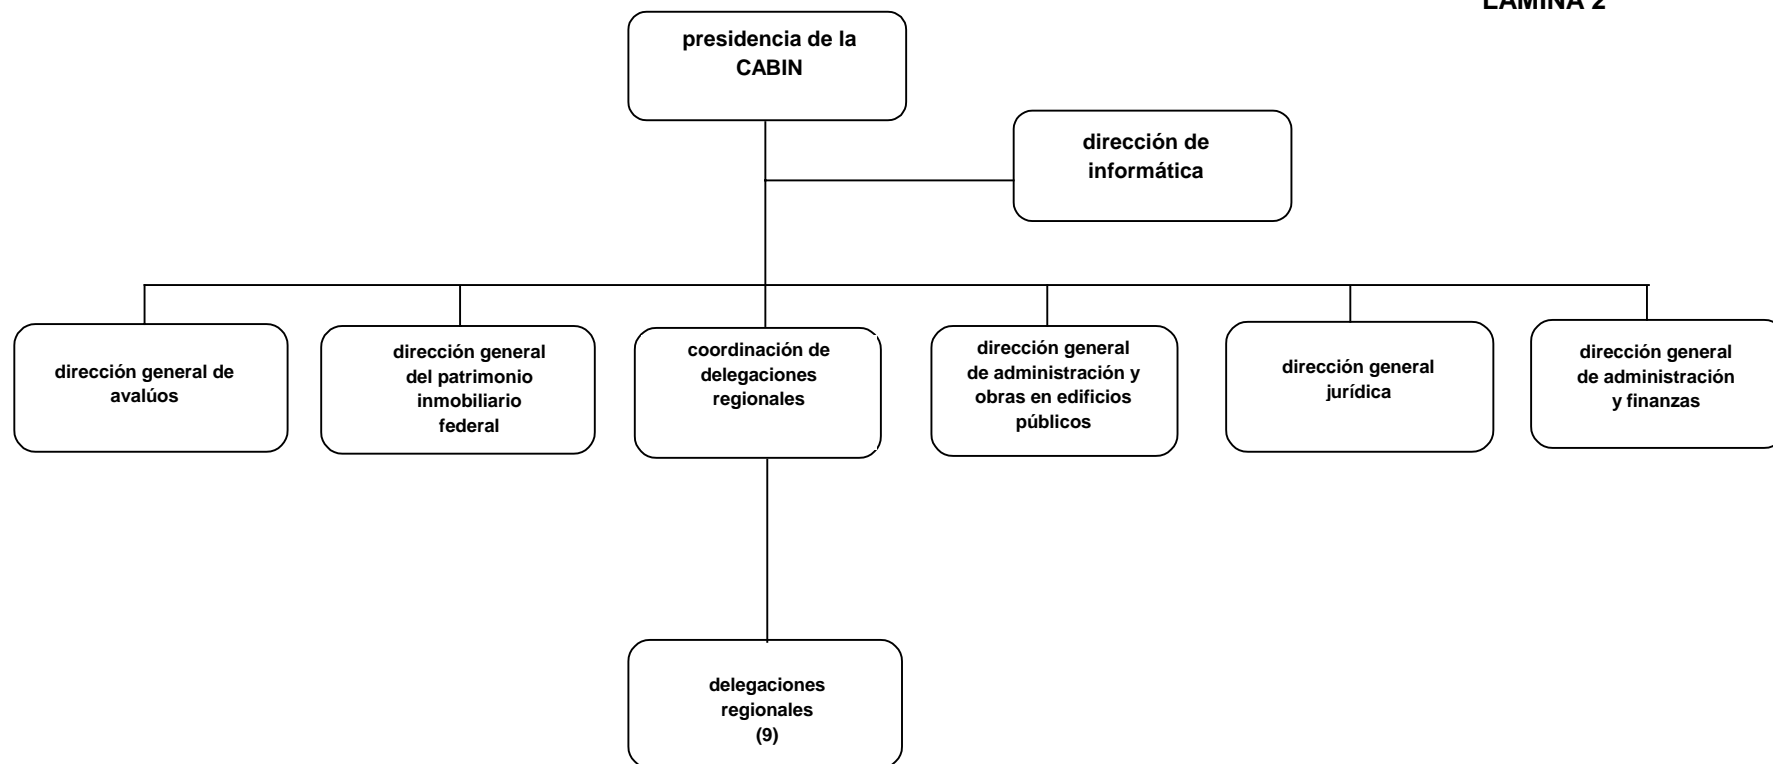 LAMINA 2
presidencia de la
CABIN
dirección de
informática
dirección general de
avalúos
dirección general
del patrimonio
inmobiliario
federal
coordinación de
delegaciones
regionales
dirección general
de administración y
obras en edificios
públicos
dirección general
jurídica
dirección general
de administración
y finanzas
delegaciones
regionales
(9)